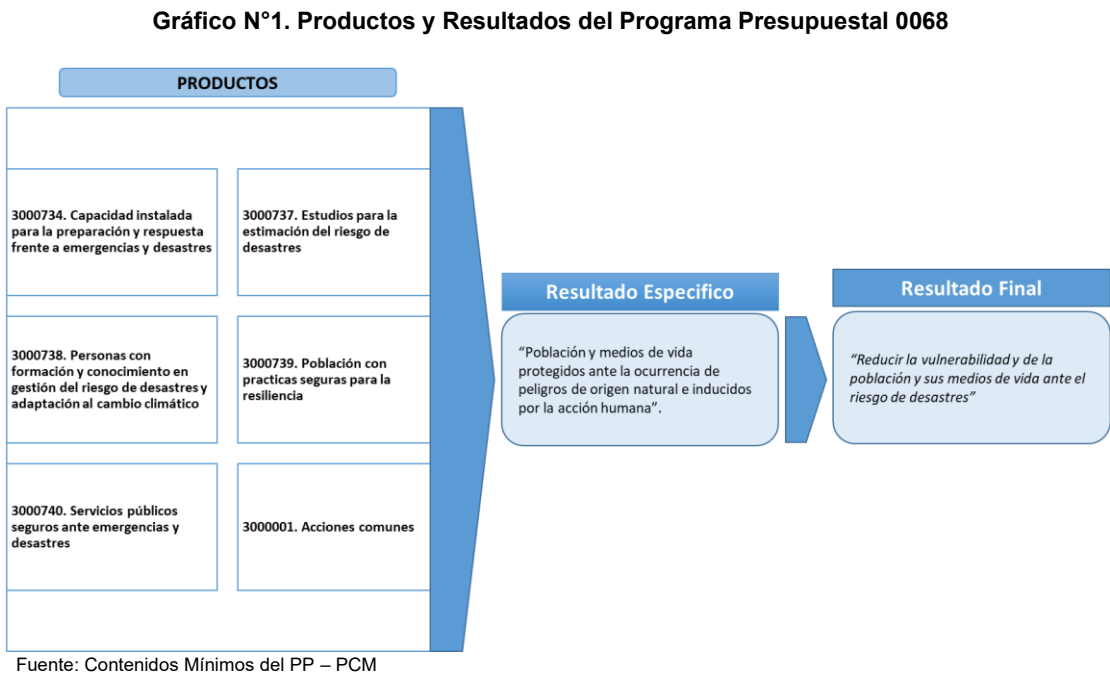 Gráfico N°1. Productos y Resultados del Programa Presupuestal 0068
PRODUCTOS
3000734. Capacidad instalada
para la preparación y respuesta
frente a emergencias y desastres
3000737. Estudios para la
estimación del riesgo de
desastres
3000738. Personas con
formación y conocimiento en
gestión del riesgo de desastres y
adaptación al cambio climático
3000739. Población con
practicas seguras para la
resiliencia
3000740. Servicios públicos
seguros ante emergencias y
desastres
3000001. Acciones comunes
Resultado Especifico
“Población y medios de vida
protegidos ante la ocurrencia de
peligros de origen natural e inducidos
por la acción humana”.
Resultado Final
“Reducir la vulnerabilidad y de la
población y sus medios de vida ante el
riesgo de desastres”
Fuente: Contenidos Mínimos del PP – PCM